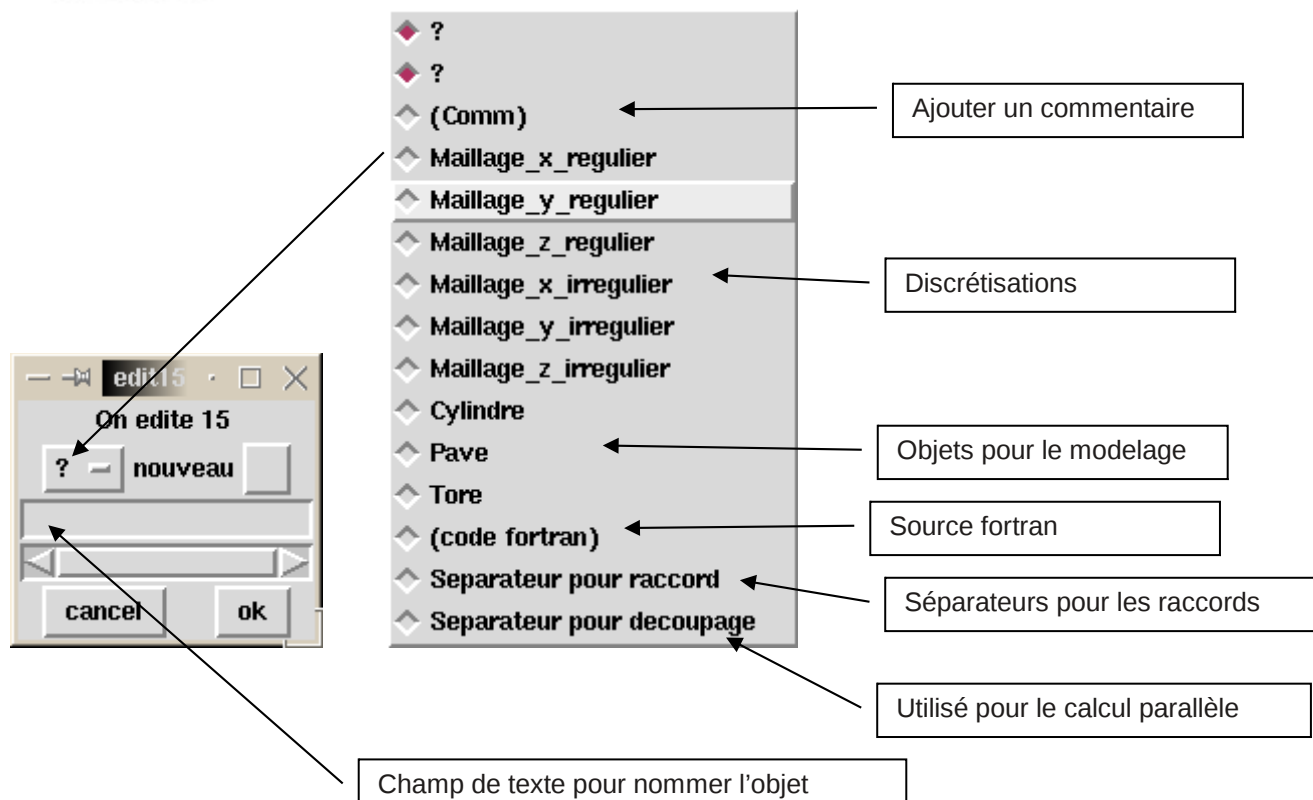 ?
?
(Comm)
Maillage_x_regulier
Maillage_y_regulier
Maillage_z_regulier
Maillage_x_irregulier
Maillage_y_irregulier
Maillage_z_irregulier
Cylindre
Pave
Tore
(code fortran)
Separateur pour raccord
Separateur pour decoupage
Ajouter un commentaire
Discrétisations
Objets pour le modelage
Source fortran
Séparateurs pour les raccords
Utilisé pour le calcul parallèle
edit15
On edite 15
? nouveau
cancel ok
Champ de texte pour nommer l’objet